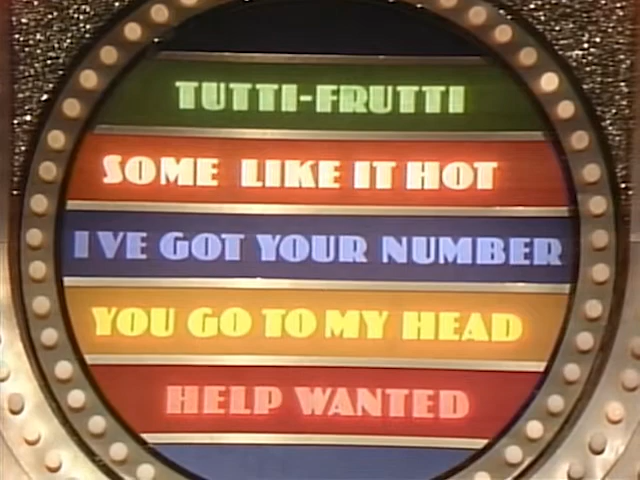 TUTTI-FRUTTI
SOME LIKE IT HOT
I VE GOT YOUR NUMBER
YOU GO TO MY HEAD
HELP WANTED